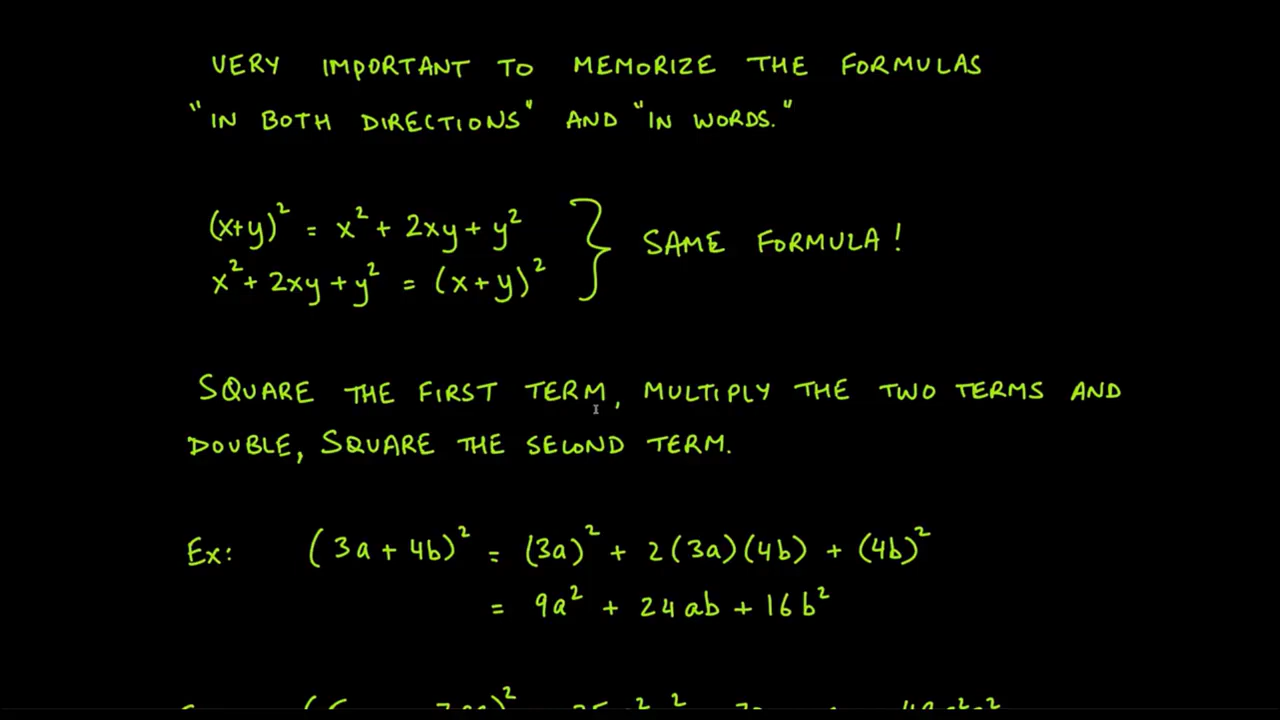 VERY IMPORTANT TO MEMORIZE THE FORMULAS
"IN BOTH DIRECTIONS" AND "IN WORDS."
(x+y)² = x² + 2xy + y²
x² + 2xy + y² = (x+y)² } SAME FORMULA!
SQUARE THE FIRST TERM, MULTIPLY THE TWO TERMS AND
DOUBLE, SQUARE THE SECOND TERM.
Ex: (3a + 4b)² = (3a)² + 2(3a)(4b) + (4b)²
= 9a² + 24ab + 16b²